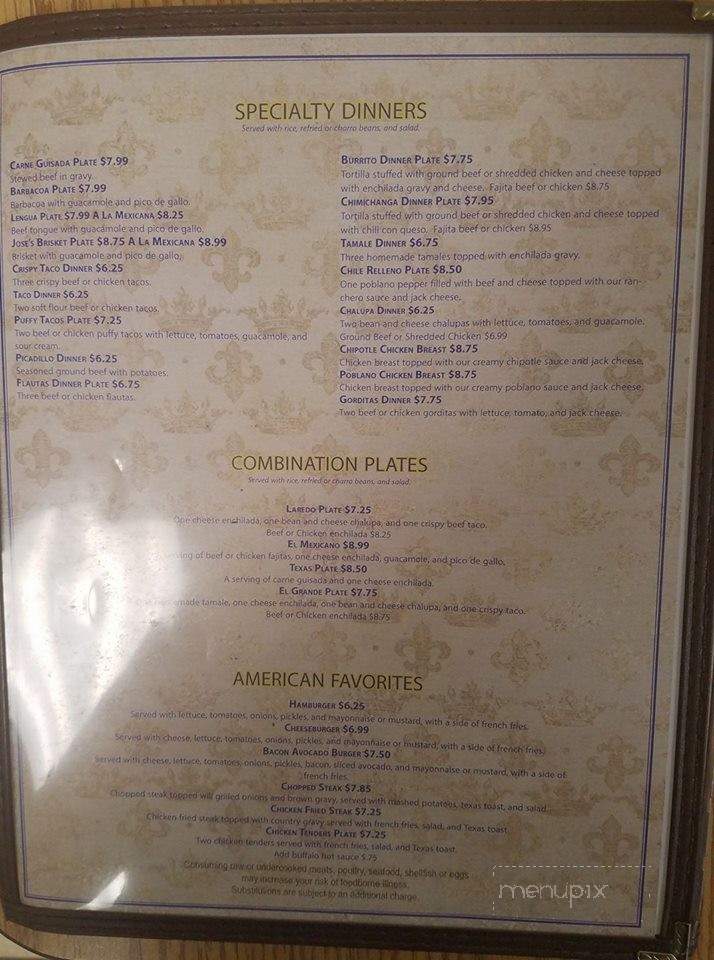 SPECIALTY DINNERS
Served with rice, refried or charra beans, and salad.
CARNE GUISADA PLATE $7.99
Stewed beef in gravy.
BARBACOA PLATE $7.99
Barbacoa with guacamole and pico de gallo.
LENGUA PLATE $7.99 A LA MEXICANA $8.25
Beef tongue with guacamole and pico de gallo.
JOSE'S BRISKET PLATE $8.75 A LA MEXICANA $8.99
Brisket with guacamole and pico de gallo.
CRISPY TACO DINNER $6.25
Three crispy beef or chicken tacos.
TACO DINNER $6.25
Two soft flour beef or chicken tacos.
PUFFY TACOS PLATE $7.25
Two beef or chicken puffy tacos with lettuce, tomatoes, guacamole, and
sour cream.
PICADILLO DINNER $6.25
Seasoned ground beef with potatoes.
FLAUTAS DINNER PLATE $6.75
Three beef or chicken flautas.
BURRITO DINNER PLATE $7.75
Tortilla stuffed with ground beef or shredded chicken and cheese topped
with enchilada gravy and cheese. Fajita beef or chicken $8.75
CHIMICHANGA DINNER PLATE $7.95
Tortilla stuffed with ground beef or shredded chicken and cheese topped
with chili con queso. Fajita beef or chicken $8.95
TAMALE DINNER $6.75
Three homemade tamales topped with enchilada gravy.
CHILE RELLENO PLATE $8.50
One poblano pepper filled with beef and cheese topped with our ran-
chero sauce and jack cheese.
CHALUPA DINNER $6.25
Two bean and cheese chalupas with lettuce, tomatoes, and guacamole.
Ground Beef or Shredded Chicken $6.99
CHIPOTLE CHICKEN BREAST $8.75
Chicken breast topped with our creamy chipotle sauce and jack cheese.
POBLANO CHICKEN BREAST $8.75
Chicken breast topped with our creamy poblano sauce and jack cheese.
GORDITAS DINNER $7.75
Two beef or chicken gorditas with lettuce, tomato, and jack cheese.
COMBINATION PLATES
Served with rice, refried or charra beans, and salad.
LAREDO PLATE $7.25
One cheese enchilada, one bean and cheese chalupa, and one crispy beef taco.
Beef or Chicken enchilada $8.25
EL MEXICANO $8.99
serving of beef or chicken fajitas, one cheese enchilada, guacamole, and pico de gallo.
TEXAS PLATE $8.50
A serving of carne guisada and one cheese enchilada.
EL GRANDE PLATE $7.75
tamale, one cheese enchilada, one bean and cheese chalupa, and one crispy taco.
Beef or Chicken enchilada $8.75
AMERICAN FAVORITES
HAMBURGER $6.25
Served with lettuce, tomatoes, onions, pickles, and mayonnaise or mustard, with a side of french fries.
CHEESEBURGER $6.99
Served with cheese, lettuce, tomatoes, onions, pickles, and mayonnaise or mustard, with a side of french fries.
BACON AVOCADO BURGER $7.50
served with cheese, lettuce, tomatoes, onions, pickles, bacon, sliced avocado, and mayonnaise or mustard, with a side of
french fries.
CHOPPED STEAK $7.85
Chopped steak topped will grilled onions and brown gravy, served with mashed potatoes, texas toast, and salad.
CHICKEN FRIED STEAK $7.25
Chicken fried steak topped with country gravy served with french fries, salad, and Texas toast.
CHICKEN TENDERS PLATE $7.25
Two chicken tenders served with french fries, salad, and Texas toast.
Add buffalo hot sauce $.75
Consuming raw or undercooked meats, poultry, seafood, shellfish or eggs
may increase your risk of foodborne illness.
Substitutions are subject to an additional charge.
menupix